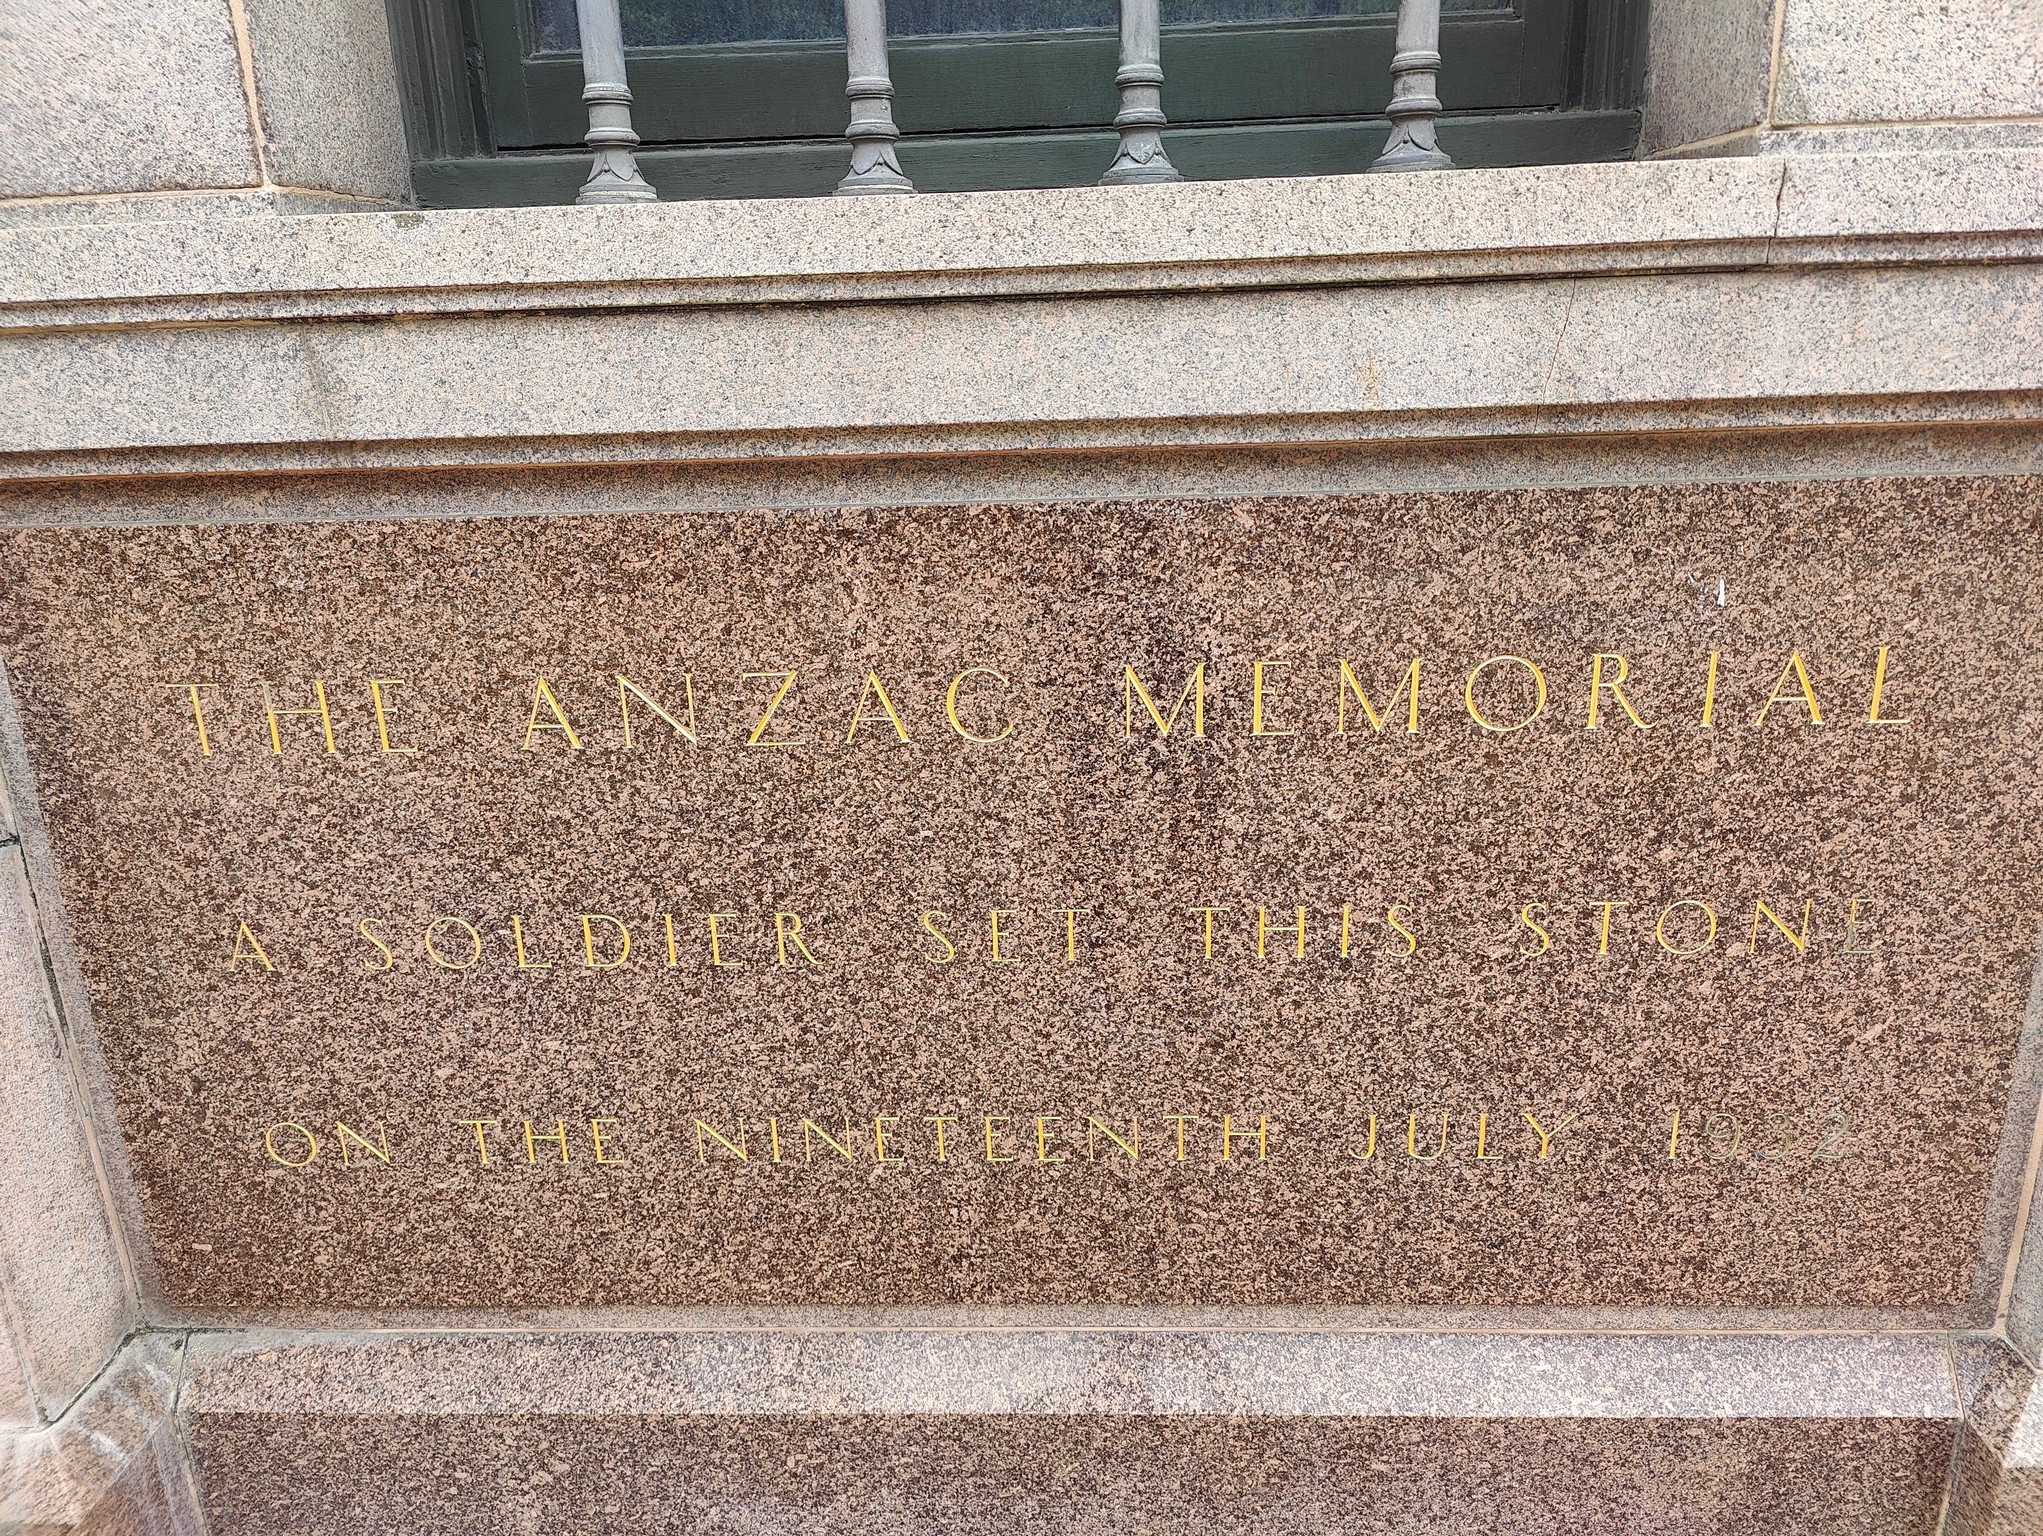 THE ANZAC MEMORIAL
A SOLDIER SET THIS STONE
ON THE NINETEENTH JULY 1932